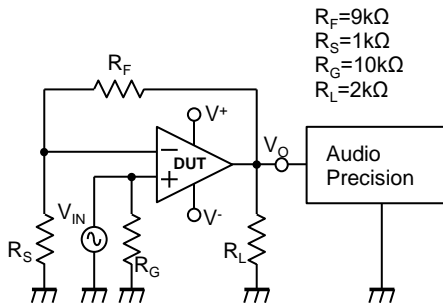 R_F=9kΩ
R_S=1kΩ
R_G=10kΩ
R_L=2kΩ
R_F
V⁺
−
DUT
+
V_O
Audio
Precision
V_IN
V⁻
R_S
R_G
R_L